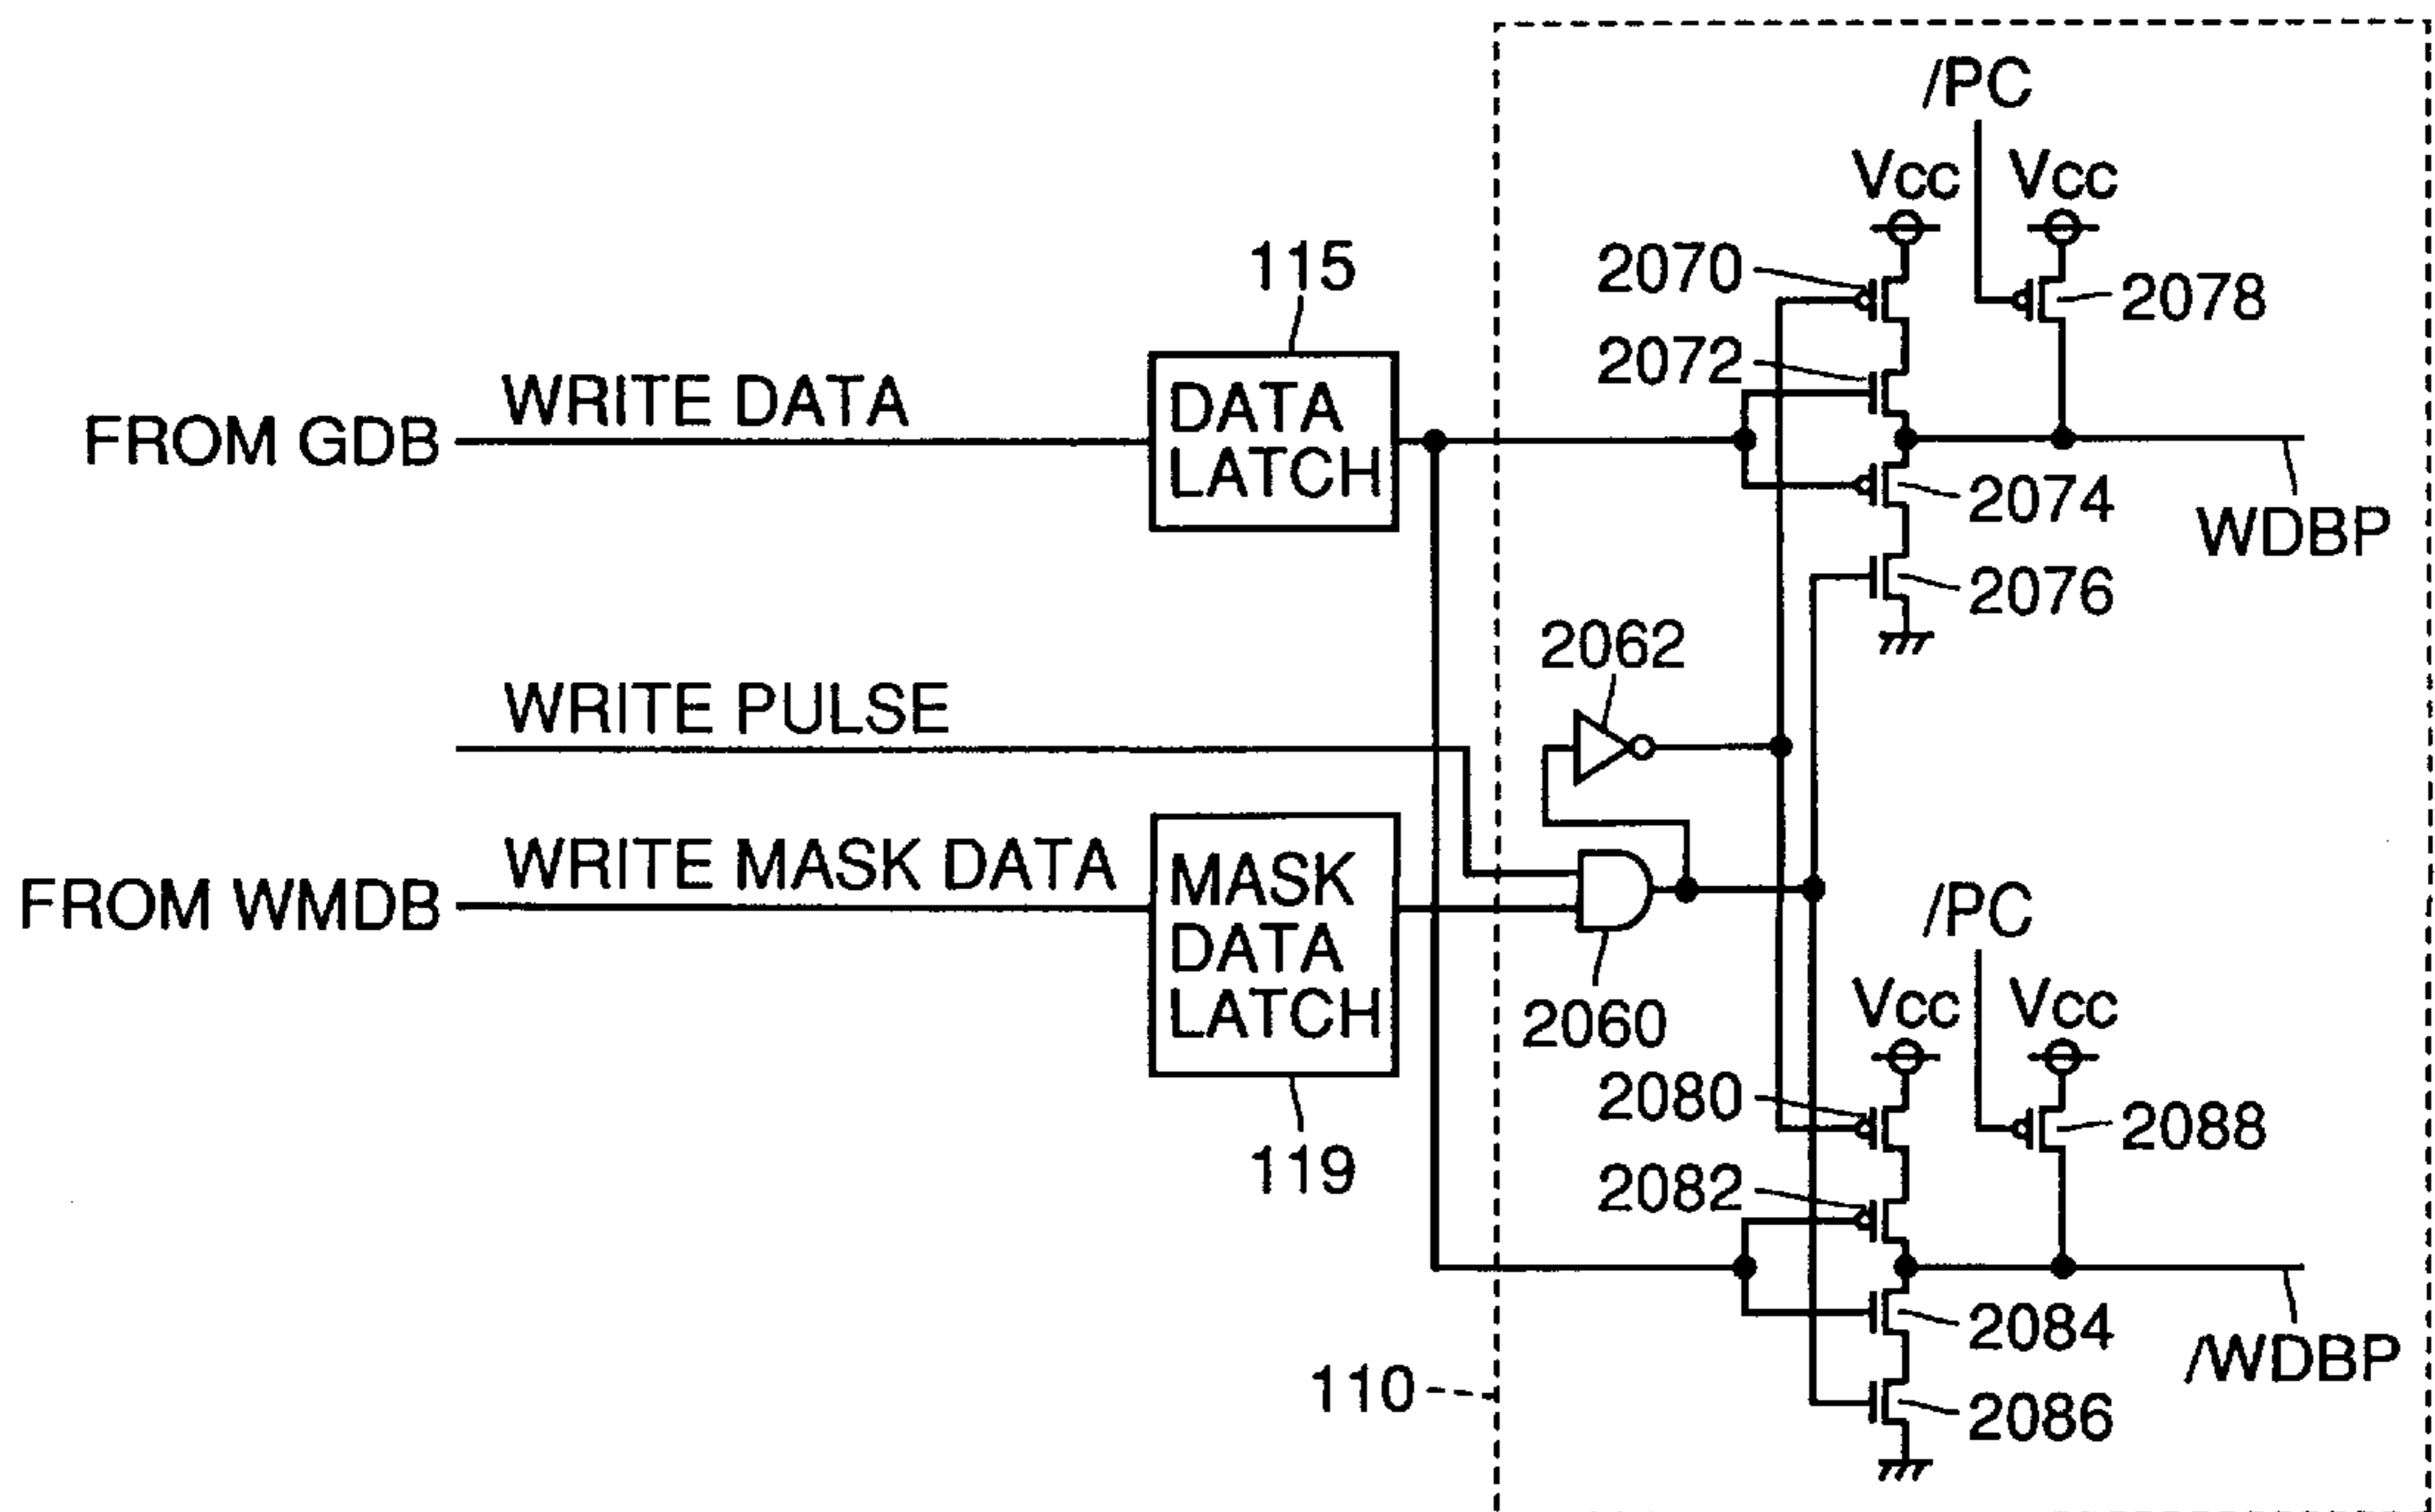 /PC
Vcc Vcc
2070
2078
115
2072
WRITE DATA
FROM GDB
DATA
LATCH
2074
WDBP
2076
2062
WRITE PULSE
WRITE MASK DATA
FROM WMDB
MASK
DATA
LATCH
/PC
2060
Vcc Vcc
2080
2088
119
2082
2084
/WDBP
110
2086